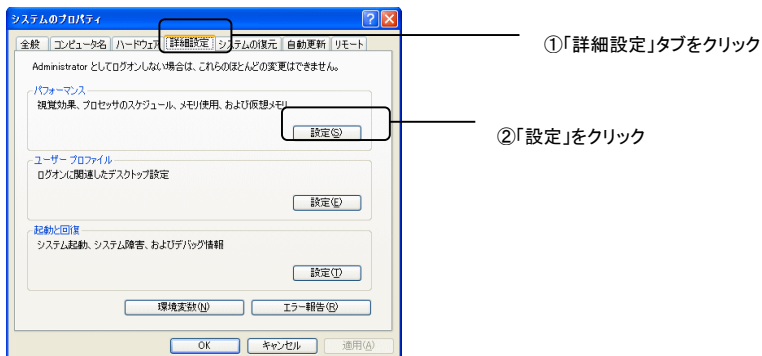 システムのプロパティ
全般 コンピュータ名 ハードウェア 詳細設定 システムの復元 自動更新 リモート
①「詳細設定」タブをクリック
Administrator としてログオンしない場合は、これらのほとんどの変更はできません。
パフォーマンス
視覚効果、プロセッサのスケジュール、メモリ使用、および仮想メモリ
設定(S)
②「設定」をクリック
ユーザー プロファイル
ログオンに関連したデスクトップ設定
設定(E)
起動と回復
システム起動、システム障害、およびデバッグ情報
設定(T)
環境変数(N) エラー報告(R)
OK キャンセル 適用(A)